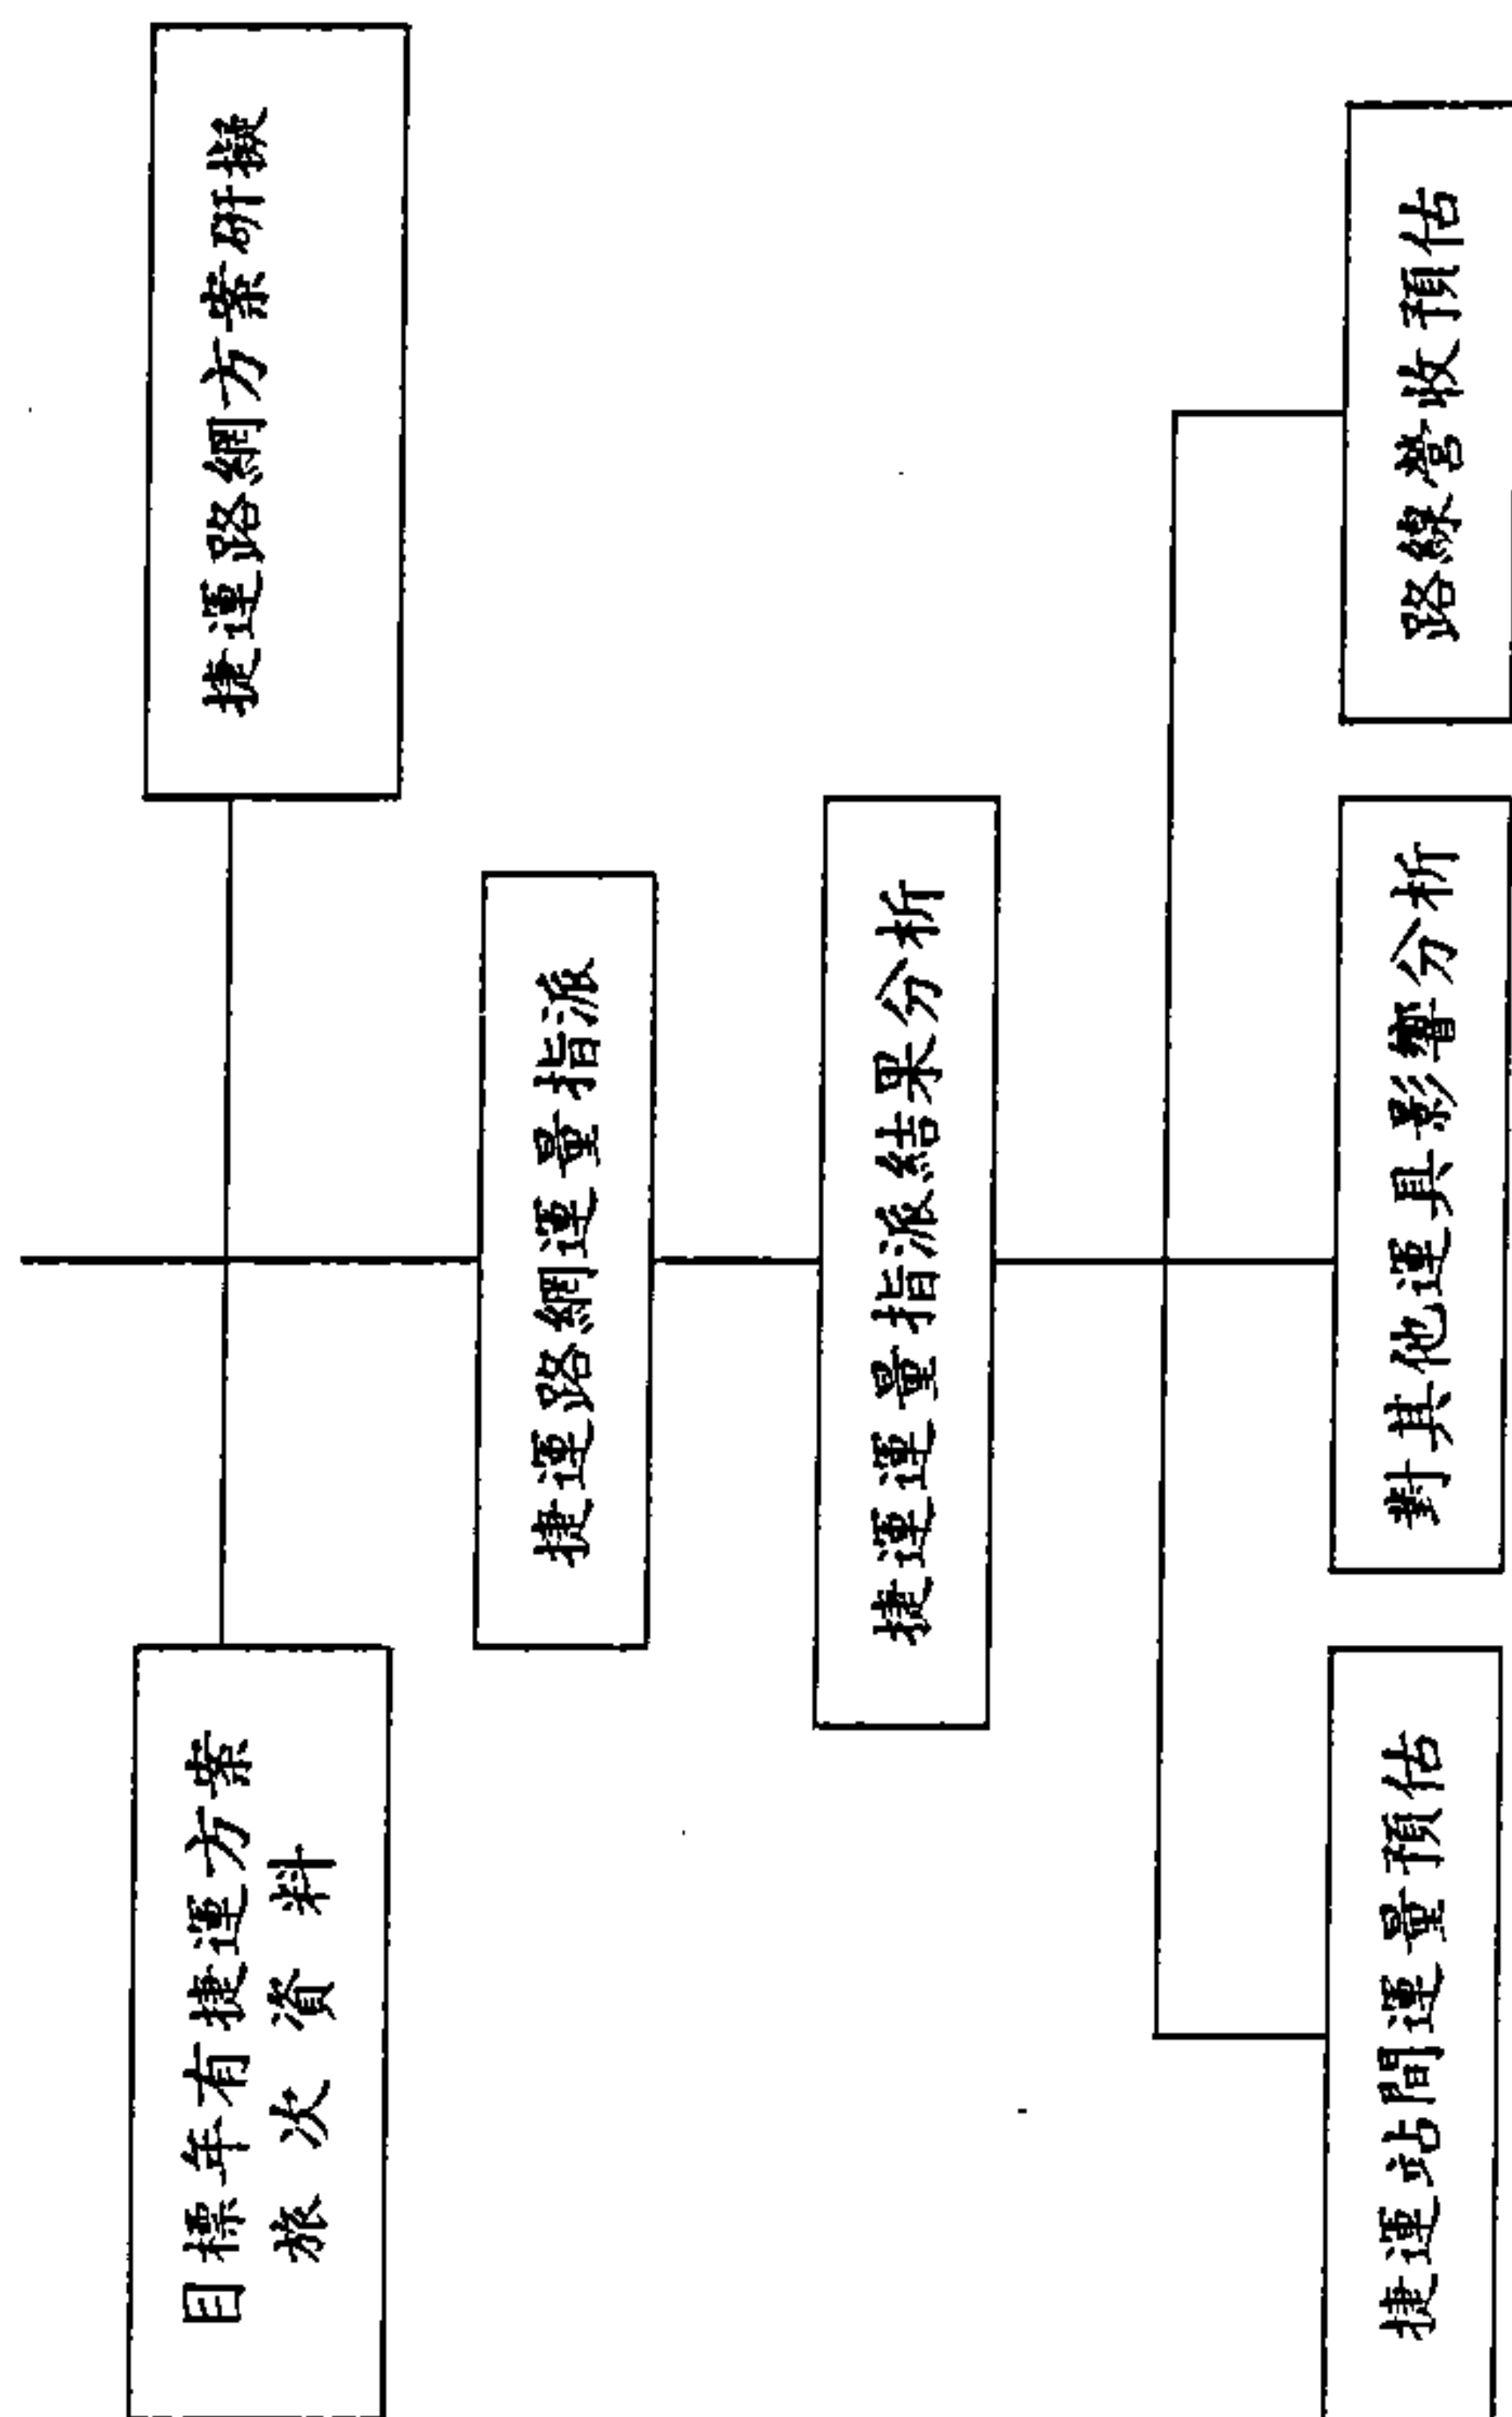 目標年有捷運方案
旅次資料
捷運路網方案研擬
捷運路網運量指派
捷運運量指派結果分析
捷運站間運量預估
對其他運具影響分析
路線營收預估